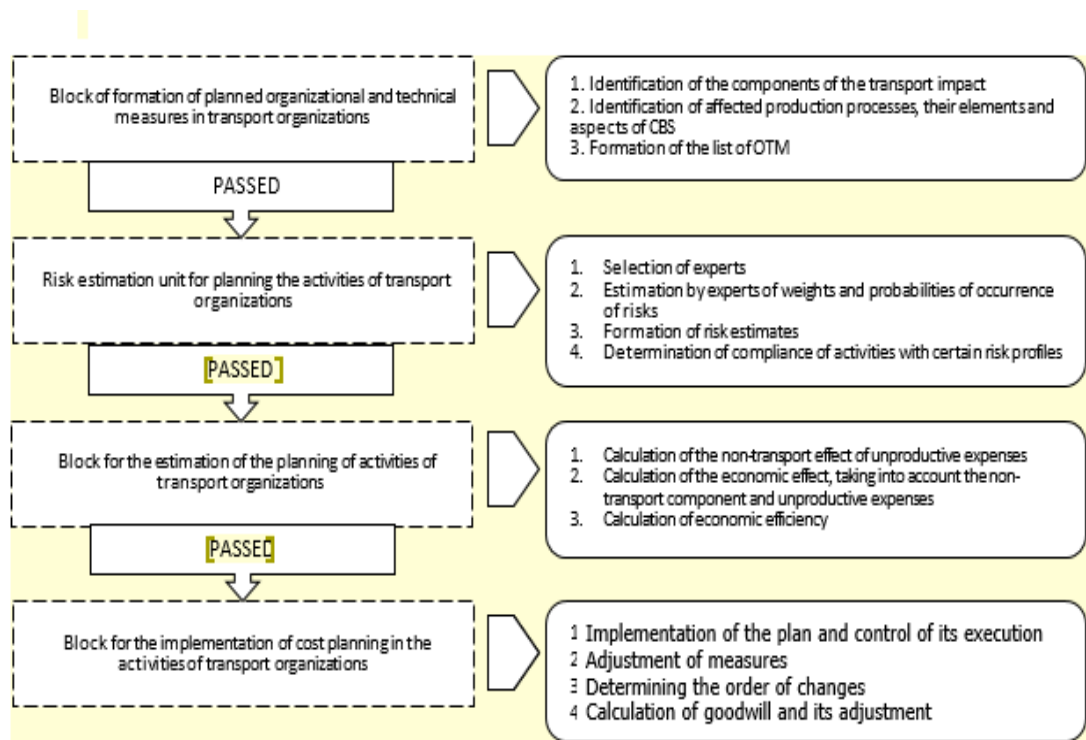 Block of formation of planned organizational and technical
measures in transport organizations
1. Identification of the components of the transport impact
2. Identification of affected production processes, their elements and
aspects of CBS
3. Formation of the list of OTM
PASSED
Risk estimation unit for planning the activities of transport
organizations
1. Selection of experts
2. Estimation by experts of weights and probabilities of occurrence
of risks
3. Formation of risk estimates
4. Determination of compliance of activities with certain risk profiles
[PASSED]
Block for the estimation of the planning of activities of
transport organizations
1. Calculation of the non-transport effect of unproductive expenses
2. Calculation of the economic effect, taking into account the non-
transport component and unproductive expenses
3. Calculation of economic efficiency
[PASSED]
Block for the implementation of cost planning in the
activities of transport organizations
1 Implementation of the plan and control of its execution
2 Adjustment of measures
3 Determining the order of changes
4 Calculation of goodwill and its adjustment